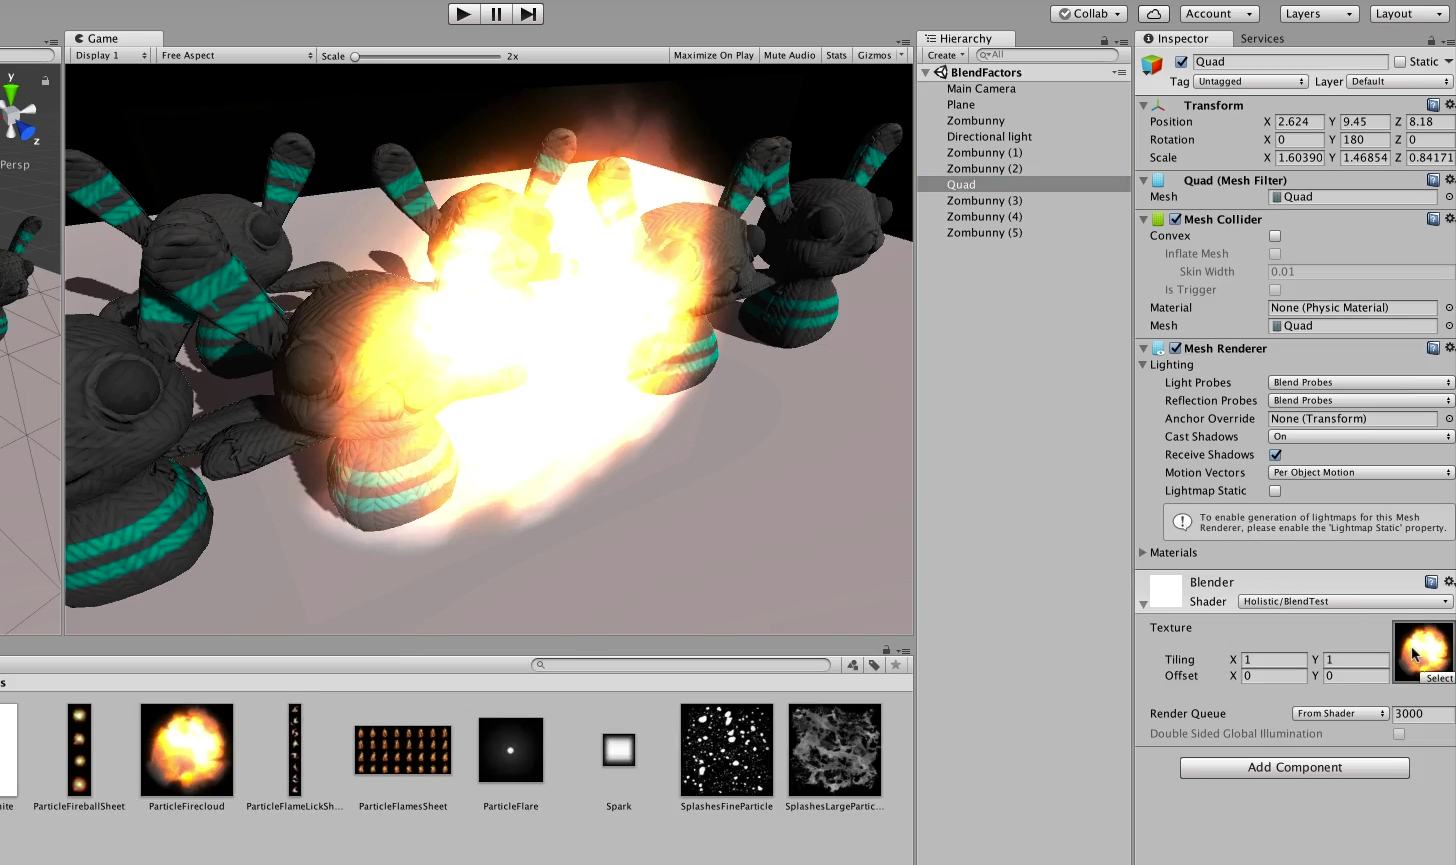 Collab
Account
Layers
Layout
Game
Hierarchy
Inspector
Services
Display 1
Free Aspect
Scale
2x
Maximize On Play
Mute Audio
Stats
Gizmos
Create
All
y
z
Persp
BlendFactors
Main Camera
Plane
Zombunny
Directional light
Zombunny (1)
Zombunny (2)
Quad
Zombunny (3)
Zombunny (4)
Zombunny (5)
Quad
Static
Tag Untagged
Layer Default
Transform
Position X 2.624 Y 9.45 Z 8.18
Rotation X 0 Y 180 Z 0
Scale X 1.60390 Y 1.46854 Z 0.84171
Quad (Mesh Filter)
Mesh Quad
Mesh Collider
Convex
Inflate Mesh
Skin Width 0.01
Is Trigger
Material None (Physic Material)
Mesh Quad
Mesh Renderer
Lighting
Light Probes Blend Probes
Reflection Probes Blend Probes
Anchor Override None (Transform)
Cast Shadows On
Receive Shadows
Motion Vectors Per Object Motion
Lightmap Static
To enable generation of lightmaps for this Mesh
Renderer, please enable the 'Lightmap Static' property.
Materials
Blender
Shader Holistic/BlendTest
Texture
Tiling X 1 Y 1
Offset X 0 Y 0
Select
Render Queue From Shader 3000
Double Sided Global Illumination
Add Component
s
ite
ParticleFireballSheet
ParticleFirecloud
ParticleFlameLickSh...
ParticleFlamesSheet
ParticleFlare
Spark
SplashesFineParticle
SplashesLargePartic...